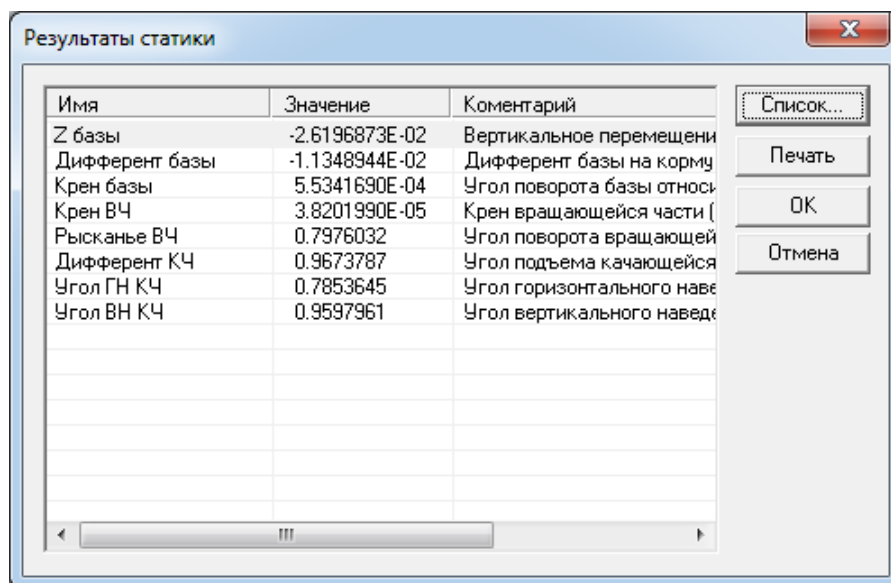 Результаты статики
Имя Значение Коментарий
Z базы -2.6196873E-02 Вертикальное перемещени
Дифферент базы -1.1348944E-02 Дифферент базы на корму
Крен базы 5.5341690E-04 Угол поворота базы относи
Крен ВЧ 3.8201990E-05 Крен вращающейся части (
Рысканье ВЧ 0.7976032 Угол поворота вращающей
Дифферент КЧ 0.9673787 Угол подъема качающейся
Угол ГН КЧ 0.7853645 Угол горизонтального наве
Угол ВН КЧ 0.9597961 Угол вертикального наведе
Список...
Печать
OK
Отмена